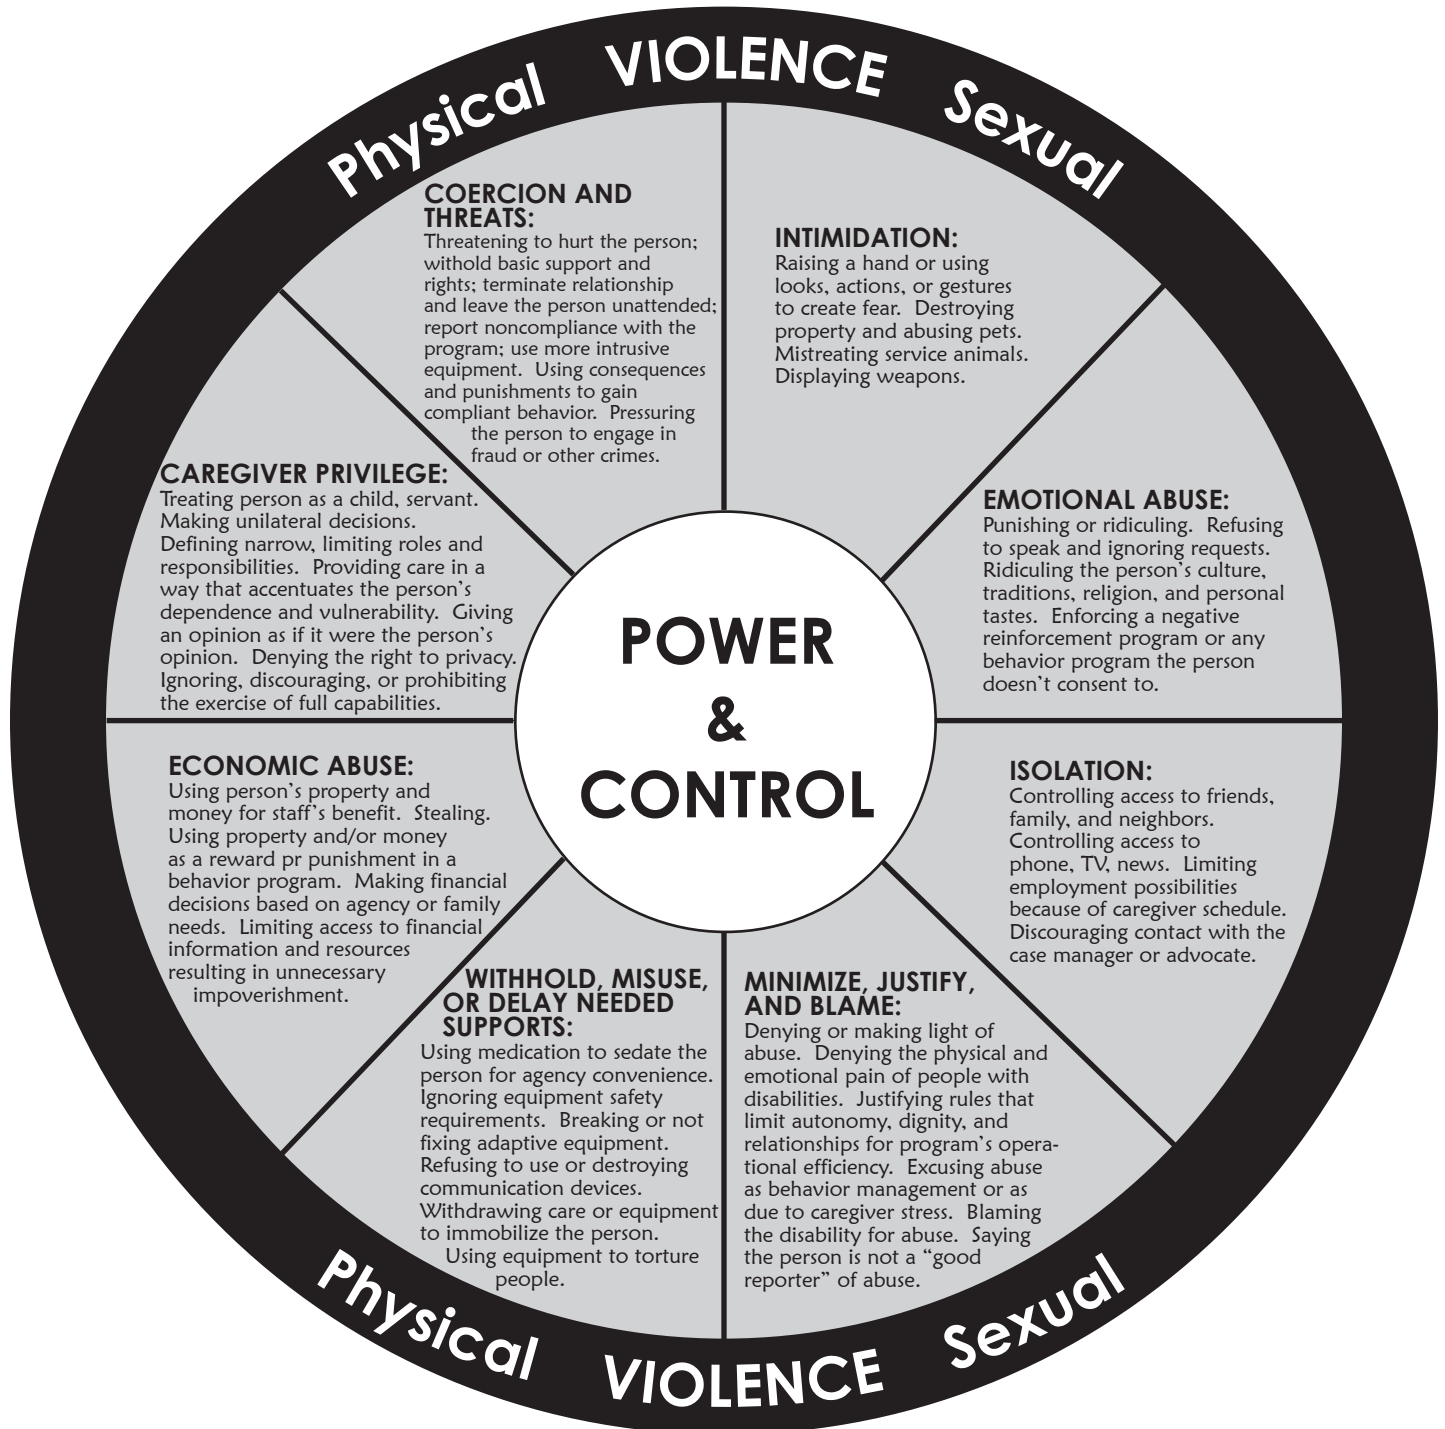 Physical VIOLENCE Sexual
COERCION AND
THREATS:
Threatening to hurt the person;
withold basic support and
rights; terminate relationship
and leave the person unattended;
report noncompliance with the
program; use more intrusive
equipment. Using consequences
and punishments to gain
compliant behavior. Pressuring
the person to engage in
fraud or other crimes.
INTIMIDATION:
Raising a hand or using
looks, actions, or gestures
to create fear. Destroying
property and abusing pets.
Mistreating service animals.
Displaying weapons.
CAREGIVER PRIVILEGE:
Treating person as a child, servant.
Making unilateral decisions.
Defining narrow, limiting roles and
responsibilities. Providing care in a
way that accentuates the person's
dependence and vulnerability. Giving
an opinion as if it were the person's
opinion. Denying the right to privacy.
Ignoring, discouraging, or prohibiting
the exercise of full capabilities.
EMOTIONAL ABUSE:
Punishing or ridiculing. Refusing
to speak and ignoring requests.
Ridiculing the person's culture,
traditions, religion, and personal
tastes. Enforcing a negative
reinforcement program or any
behavior program the person
doesn't consent to.
POWER
&
CONTROL
ECONOMIC ABUSE:
Using person's property and
money for staff's benefit. Stealing.
Using property and/or money
as a reward pr punishment in a
behavior program. Making financial
decisions based on agency or family
needs. Limiting access to financial
information and resources
resulting in unnecessary
impoverishment.
ISOLATION:
Controlling access to friends,
family, and neighbors.
Controlling access to
phone, TV, news. Limiting
employment possibilities
because of caregiver schedule.
Discouraging contact with the
case manager or advocate.
WITHHOLD, MISUSE,
OR DELAY NEEDED
SUPPORTS:
Using medication to sedate the
person for agency convenience.
Ignoring equipment safety
requirements. Breaking or not
fixing adaptive equipment.
Refusing to use or destroying
communication devices.
Withdrawing care or equipment
to immobilize the person.
Using equipment to torture
people.
MINIMIZE, JUSTIFY,
AND BLAME:
Denying or making light of
abuse. Denying the physical and
emotional pain of people with
disabilities. Justifying rules that
limit autonomy, dignity, and
relationships for program's opera-
tional efficiency. Excusing abuse
as behavior management or as
due to caregiver stress. Blaming
the disability for abuse. Saying
the person is not a “good
reporter” of abuse.
Physical VIOLENCE Sexual